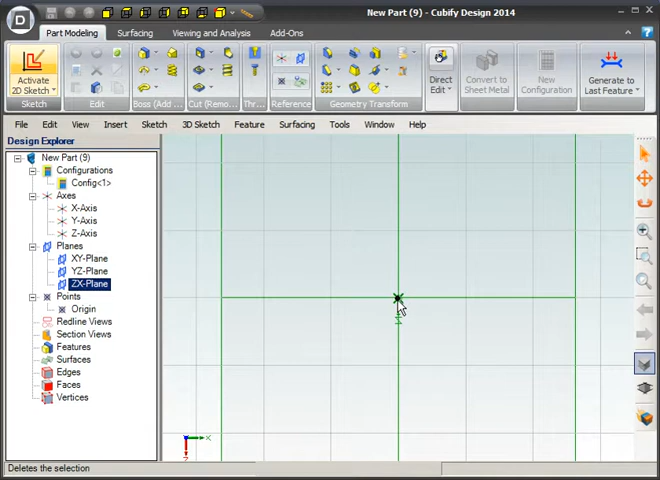 New Part (9) - Cubify Design 2014
D
Part Modeling Surfacing Viewing and Analysis Add-Ons
Activate
2D Sketch
Direct
Edit
Convert to
Sheet Metal
New
Configuration
Generate to
Last Feature
Sketch Edit Boss (Add ... Cut (Remo... Thr... Reference Geometry Transform
File Edit View Insert Sketch 3D Sketch Feature Surfacing Tools Window Help
Design Explorer
New Part (9)
Configurations
Config<1>
Axes
X-Axis
Y-Axis
Z-Axis
Planes
XY-Plane
YZ-Plane
ZX-Plane
Points
Origin
Redline Views
Section Views
Features
Surfaces
Edges
Faces
Vertices
X
Z
Deletes the selection